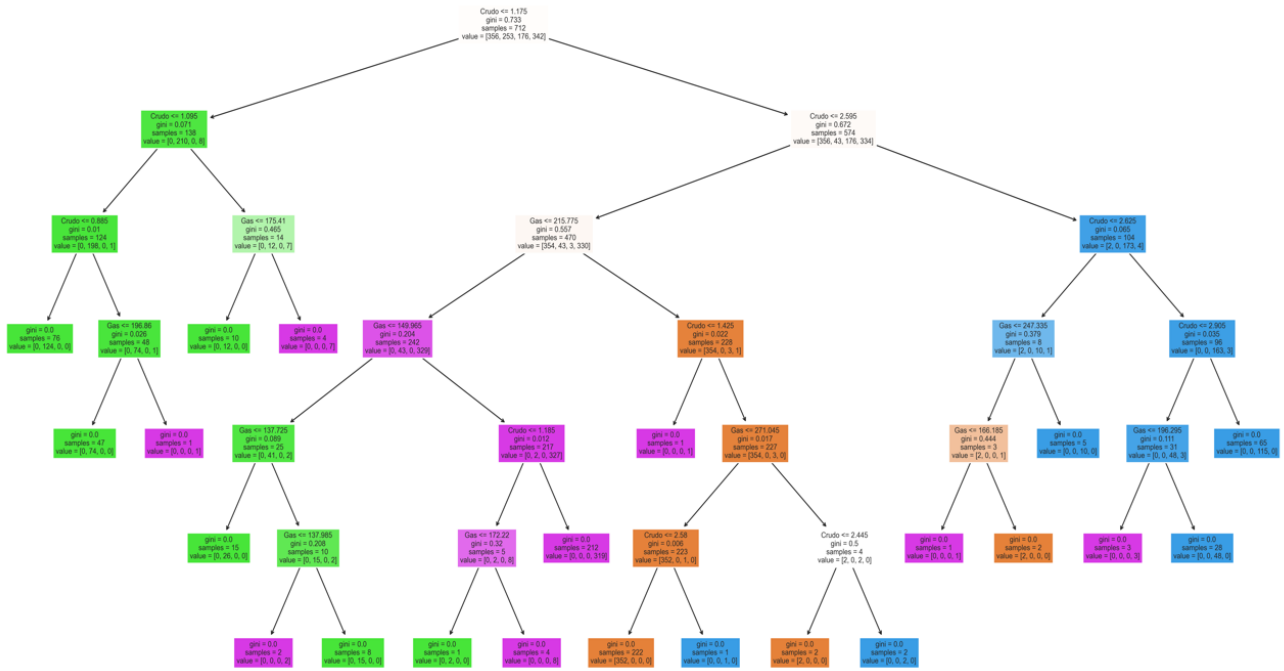 Crudo <= 1.175
gini = 0.733
samples = 712
value = [356, 253, 176, 342]
Crudo <= 1.095
gini = 0.071
samples = 138
value = [0, 210, 0, 8]
Crudo <= 2.595
gini = 0.672
samples = 574
value = [356, 43, 176, 334]
Crudo <= 0.885
gini = 0.01
samples = 124
value = [0, 198, 0, 1]
Gas <= 175.41
gini = 0.465
samples = 14
value = [0, 12, 0, 7]
Gas <= 215.775
gini = 0.557
samples = 470
value = [354, 43, 3, 330]
Crudo <= 2.625
gini = 0.065
samples = 104
value = [2, 0, 173, 4]
gini = 0.0
samples = 76
value = [0, 124, 0, 0]
Gas <= 196.86
gini = 0.026
samples = 48
value = [0, 74, 0, 1]
gini = 0.0
samples = 10
value = [0, 12, 0, 0]
gini = 0.0
samples = 4
value = [0, 0, 0, 7]
Gas <= 149.965
gini = 0.204
samples = 242
value = [0, 43, 0, 329]
Crudo <= 1.425
gini = 0.022
samples = 228
value = [354, 0, 3, 1]
Gas <= 247.335
gini = 0.379
samples = 8
value = [2, 0, 10, 1]
Crudo <= 2.905
gini = 0.035
samples = 96
value = [0, 0, 163, 3]
gini = 0.0
samples = 47
value = [0, 74, 0, 0]
gini = 0.0
samples = 1
value = [0, 0, 0, 1]
Gas <= 137.725
gini = 0.089
samples = 25
value = [0, 41, 0, 2]
Crudo <= 1.185
gini = 0.012
samples = 217
value = [0, 2, 0, 327]
gini = 0.0
samples = 1
value = [0, 0, 0, 1]
Gas <= 271.045
gini = 0.017
samples = 227
value = [354, 0, 3, 0]
Gas <= 166.185
gini = 0.444
samples = 3
value = [2, 0, 0, 1]
gini = 0.0
samples = 5
value = [0, 0, 10, 0]
Gas <= 196.295
gini = 0.111
samples = 31
value = [0, 0, 48, 3]
gini = 0.0
samples = 65
value = [0, 0, 115, 0]
gini = 0.0
samples = 15
value = [0, 26, 0, 0]
Gas <= 137.985
gini = 0.208
samples = 10
value = [0, 15, 0, 2]
Gas <= 172.22
gini = 0.32
samples = 5
value = [0, 2, 0, 8]
gini = 0.0
samples = 212
value = [0, 0, 0, 319]
Crudo <= 2.58
gini = 0.006
samples = 223
value = [352, 0, 1, 0]
Crudo <= 2.445
gini = 0.5
samples = 4
value = [2, 0, 2, 0]
gini = 0.0
samples = 1
value = [0, 0, 0, 1]
gini = 0.0
samples = 2
value = [2, 0, 0, 0]
gini = 0.0
samples = 3
value = [0, 0, 0, 3]
gini = 0.0
samples = 28
value = [0, 0, 48, 0]
gini = 0.0
samples = 2
value = [0, 0, 0, 2]
gini = 0.0
samples = 8
value = [0, 15, 0, 0]
gini = 0.0
samples = 1
value = [0, 2, 0, 0]
gini = 0.0
samples = 4
value = [0, 0, 0, 8]
gini = 0.0
samples = 222
value = [352, 0, 0, 0]
gini = 0.0
samples = 1
value = [0, 0, 1, 0]
gini = 0.0
samples = 2
value = [2, 0, 0, 0]
gini = 0.0
samples = 2
value = [0, 0, 2, 0]